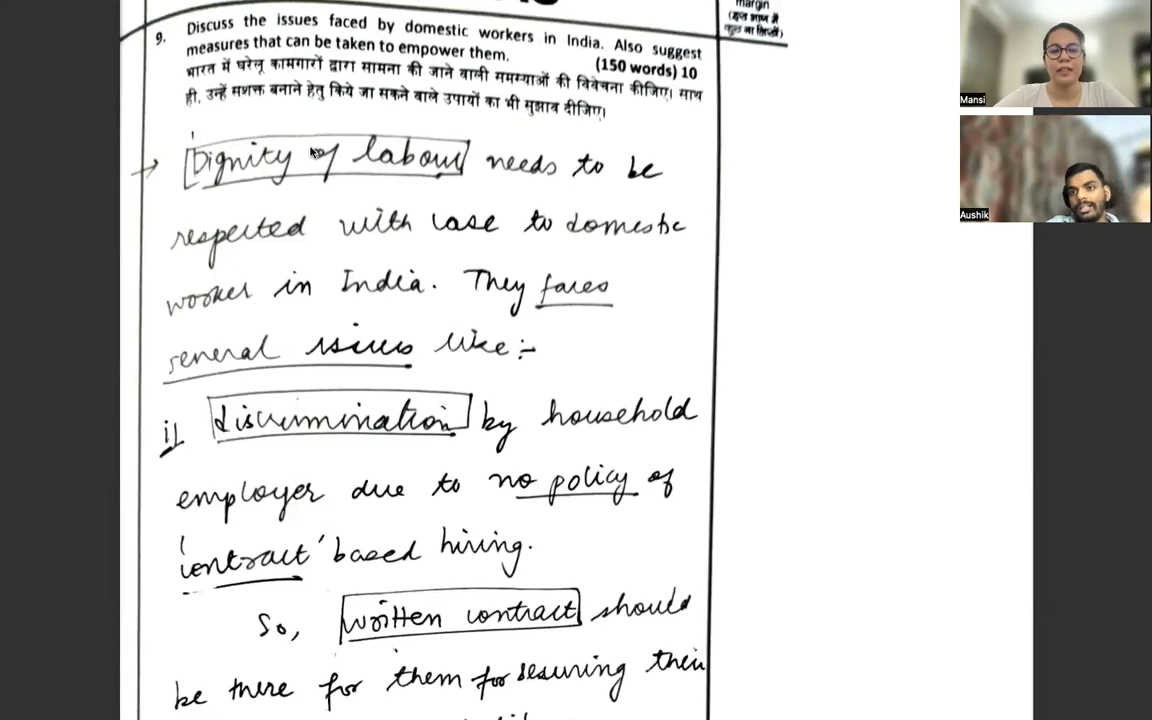 margin
9. Discuss the issues faced by domestic workers in India. Also suggest
measures that can be taken to empower them. (150 words) 10
भारत में घरेलू कामगारों द्वारा सामना की जाने वाली समस्याओं की विवेचना कीजिए। साथ
ही, उन्हें सशक्त बनाने हेतु किये जा सकने वाले उपायों का भी सुझाव दीजिए।
→ Dignity of labour needs to be
respected with case to domestic
worker in India. They faces
several issues like :-
i) discrimination by household
employer due to no policy of
'contract' based hiring.
So, written contract should
be there for them for securing their
Mansi
Aushik